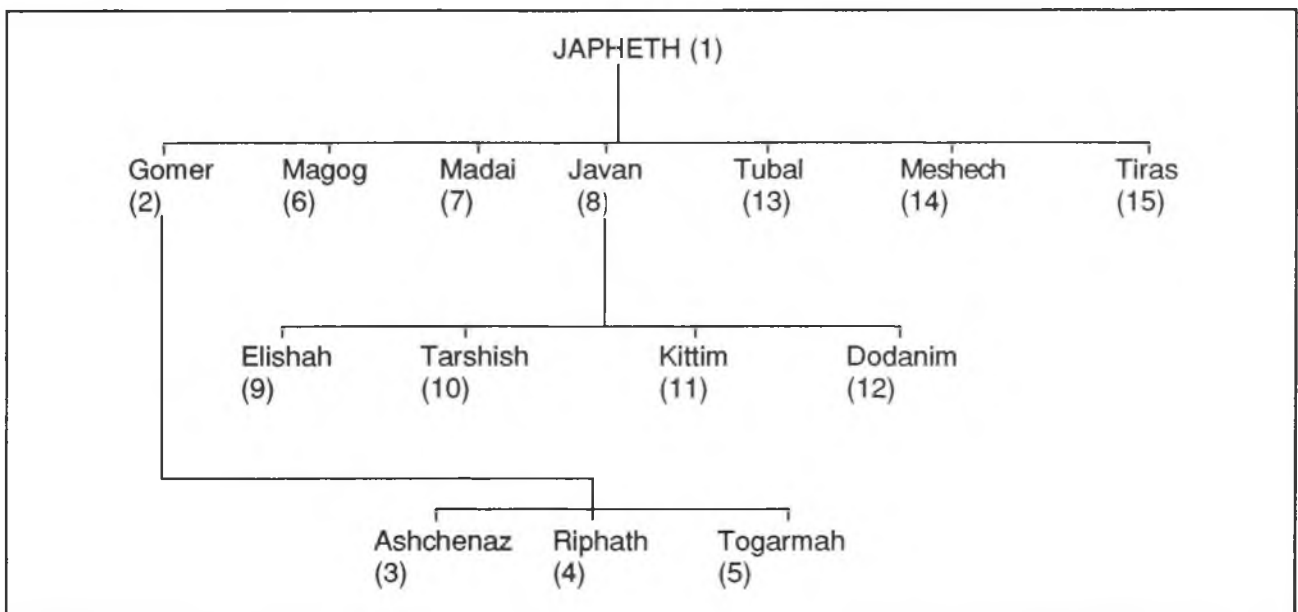 JAPHETH (1)
Gomer Magog Madai Javan Tubal Meshech Tiras
(2) (6) (7) (8) (13) (14) (15)
Elishah Tarshish Kittim Dodanim
(9) (10) (11) (12)
Ashchenaz Riphath Togarmah
(3) (4) (5)